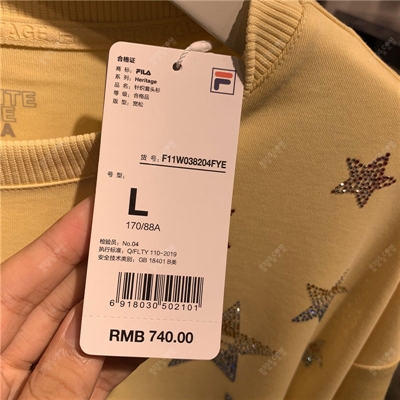 合格证
商 标: FILA
系 列: Heritage
品 名: 针织套头衫
等 级: 合格品
版 型: 宽松
货 号: F11W038204FYE
号 型:
L
170/88A
检验员: No.04
执行标准: Q/FLTY 110-2019
安全技术类别: GB 18401 B类
6 918030 502101
RMB 740.00